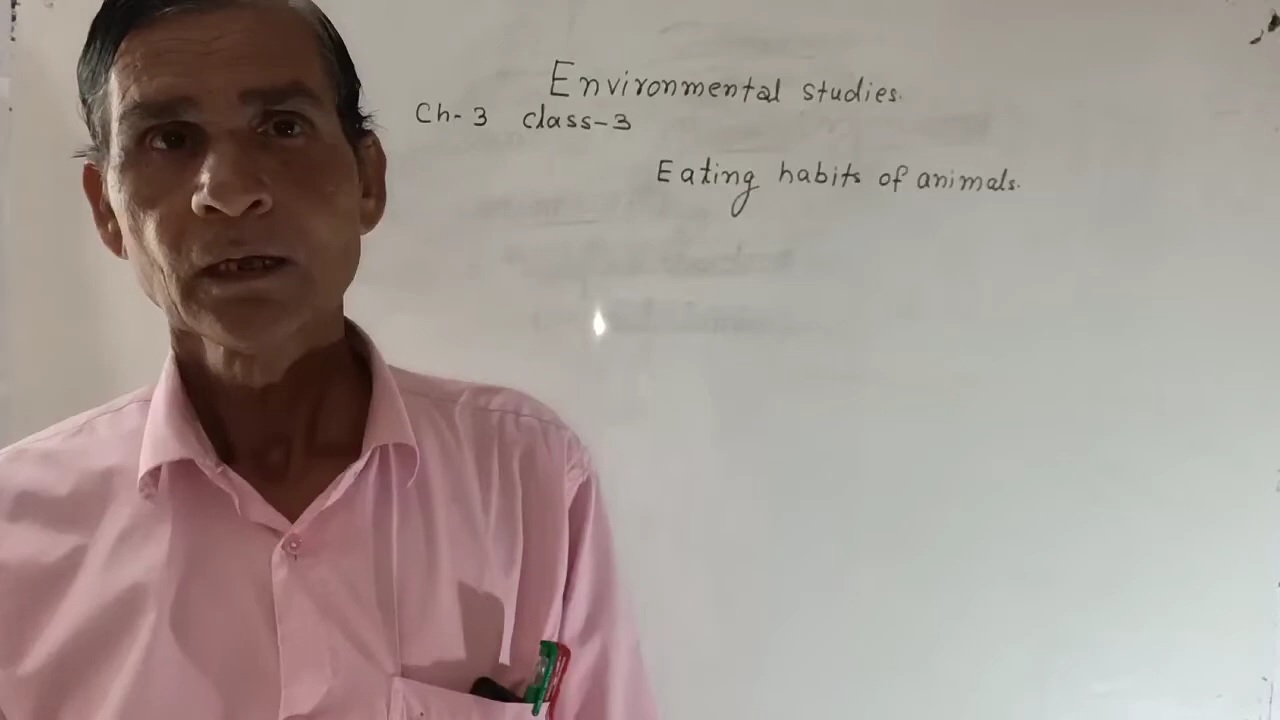 Environmental studies.
Ch-3 class-3
Eating habits of animals.